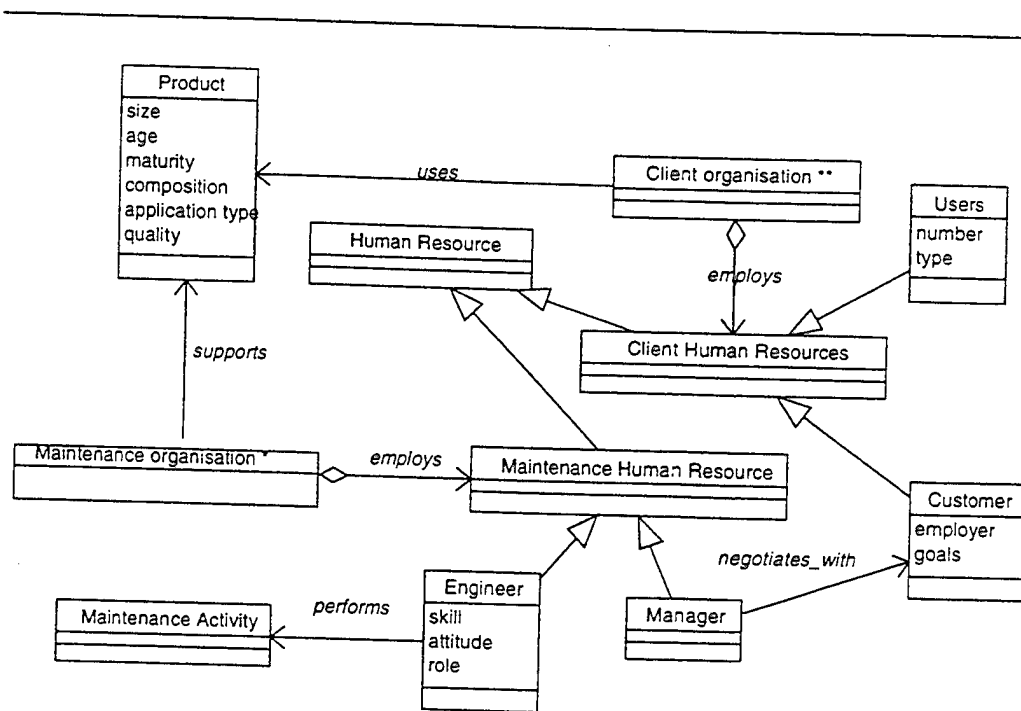 Product
size
age
maturity
composition
application type
quality
uses
Client organisation **
Users
number
type
Human Resource
employs
Client Human Resources
supports
Maintenance organisation *
employs
Maintenance Human Resource
Customer
employer
goals
negotiates_with
Engineer
skill
attitude
role
Manager
performs
Maintenance Activity